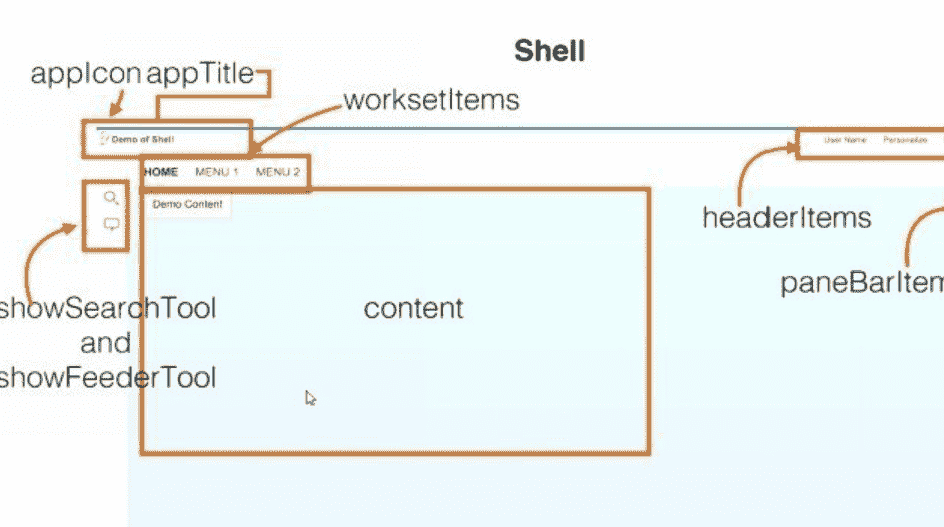 Shell
appIcon appTitle
worksetItems
Demo of Shell
User Name Personalize
HOME MENU 1 MENU 2
Demo Content
headerItems
paneBarItem
showSearchTool
and
showFeederTool
content